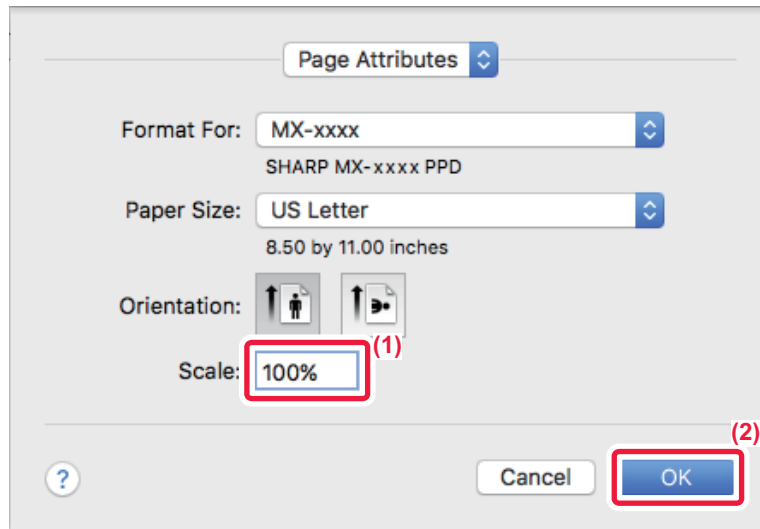 Page Attributes
Format For: MX-xxxx
SHARP MX-xxxx PPD
Paper Size: US Letter
8.50 by 11.00 inches
Orientation:
(1)
Scale: 100%
(2)
? Cancel OK